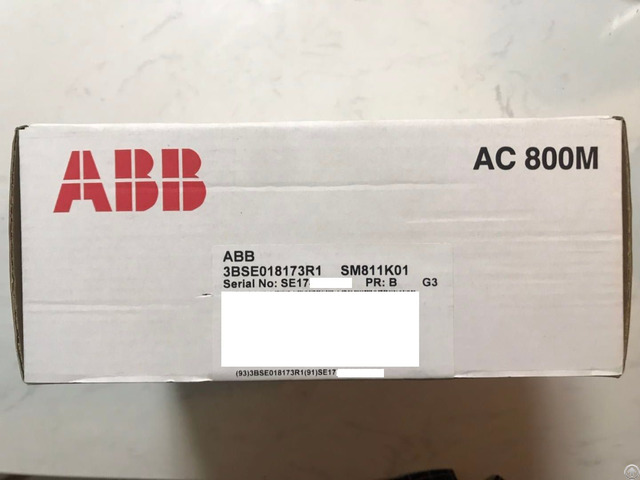 ABB
AC 800M
ABB
3BSE018173R1 SM811K01
Serial No: SE17 PR: B G3
(93)3BSE018173R1(91)SE17